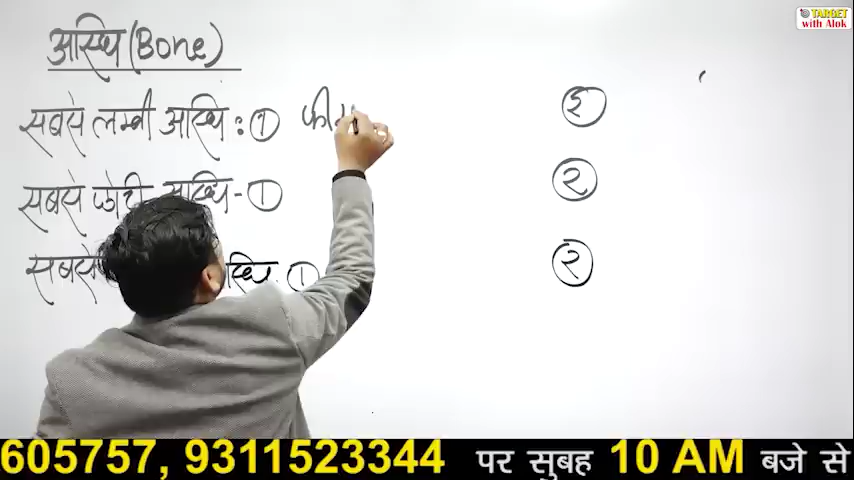 TARGET
with Alok
अस्थि (Bone)
सबसे लम्बी अस्थि : ① फी
सबसे छोटी अस्थि - ① २
सबसे ①  २
605757, 9311523344 पर सुबह 10 AM बजे से